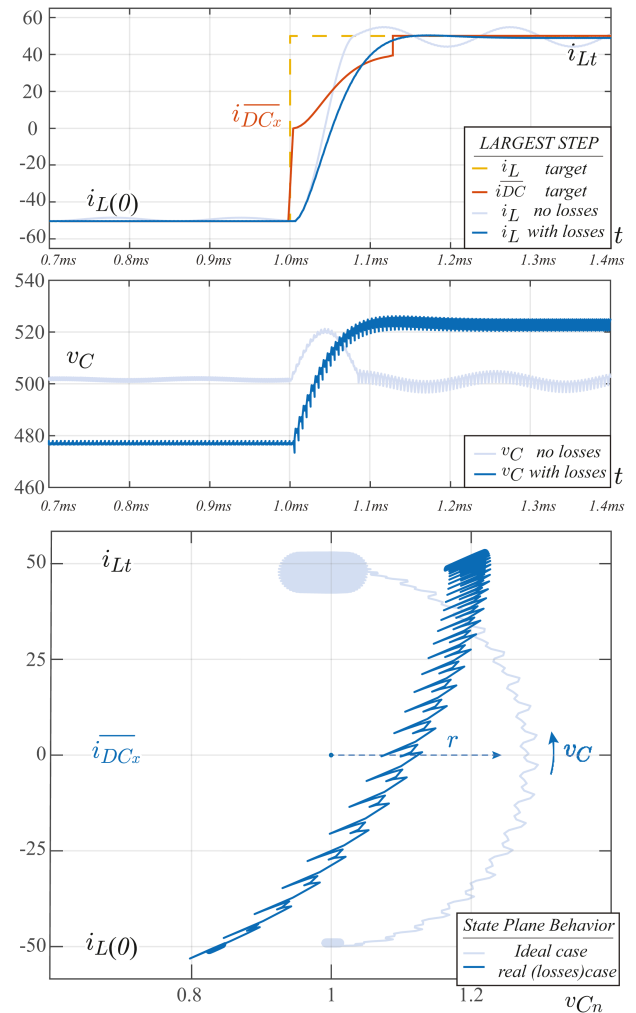 60
40
20
0
-20
-40
-60
i_Lt
i_DCx
i_L(0)
LARGEST STEP
i_L target
i_DC target
i_L no losses
i_L with losses
t
0.7ms 0.8ms 0.9ms 1.0ms 1.1ms 1.2ms 1.3ms 1.4ms
540
520
500
480
460
v_C
v_C no losses
v_C with losses
t
0.7ms 0.8ms 0.9ms 1.0ms 1.1ms 1.2ms 1.3ms 1.4ms
50
25
0
-25
-50
i_Lt
i_DCx
r
v_C
i_L(0)
State Plane Behavior
Ideal case
real (losses)case
0.8 1 1.2
v_Cn